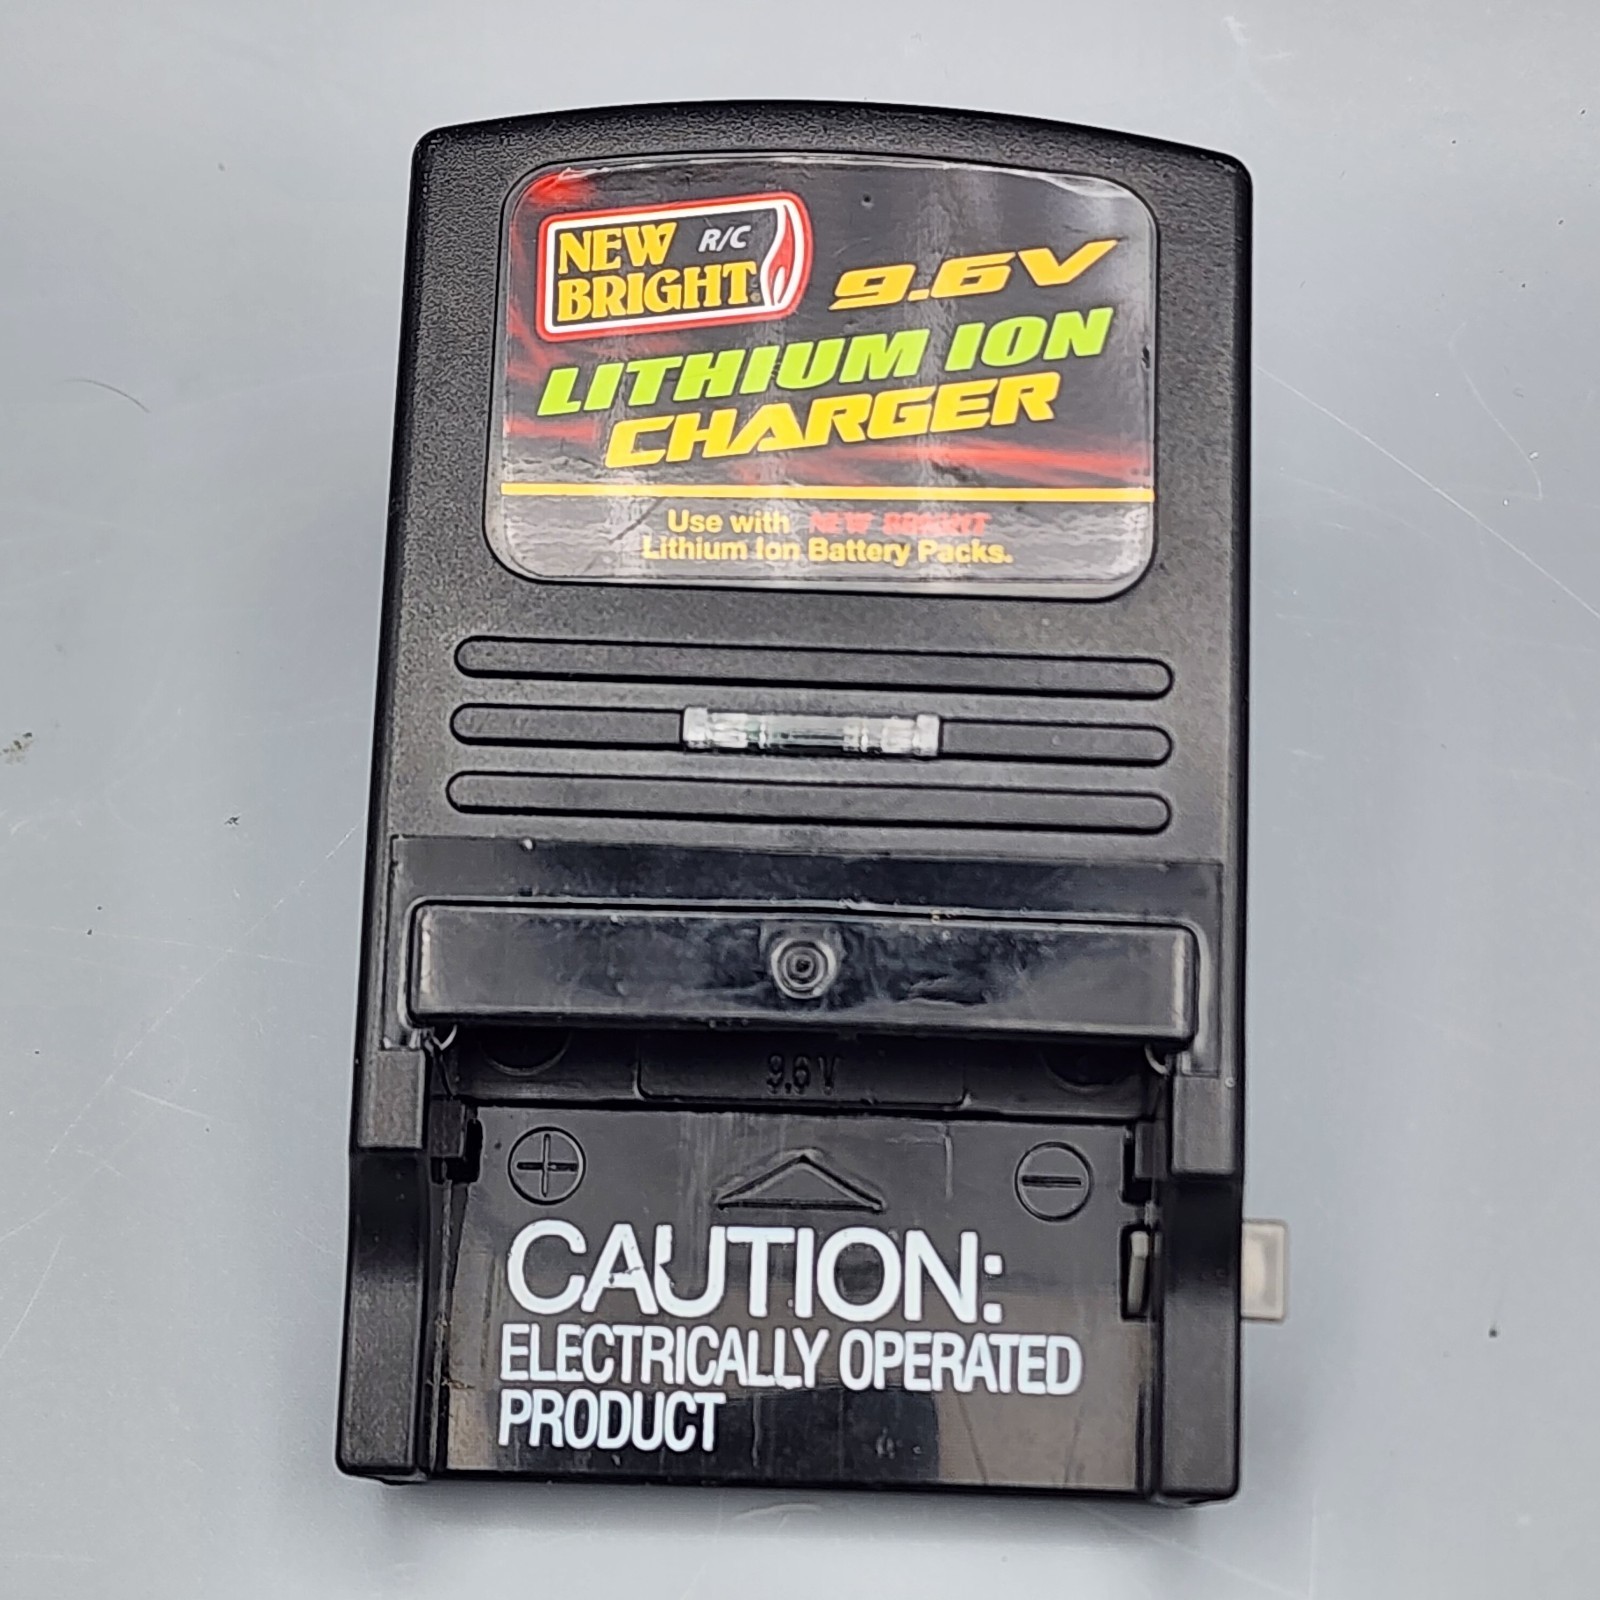 NEW R/C
BRIGHT
9.6V
LITHIUM ION
CHARGER
Use with NEW BRIGHT
Lithium Ion Battery Packs.
9.6 V
+ −
CAUTION:
ELECTRICALLY OPERATED
PRODUCT